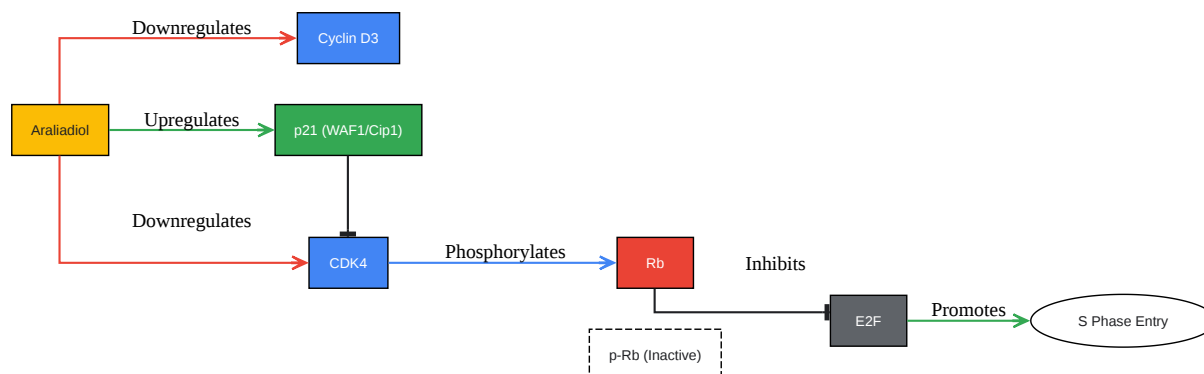 Downregulates
Cyclin D3
Araliadiol
Upregulates
p21 (WAF1/Cip1)
Downregulates
CDK4
Phosphorylates
Rb
Inhibits
E2F
Promotes
S Phase Entry
p-Rb (Inactive)